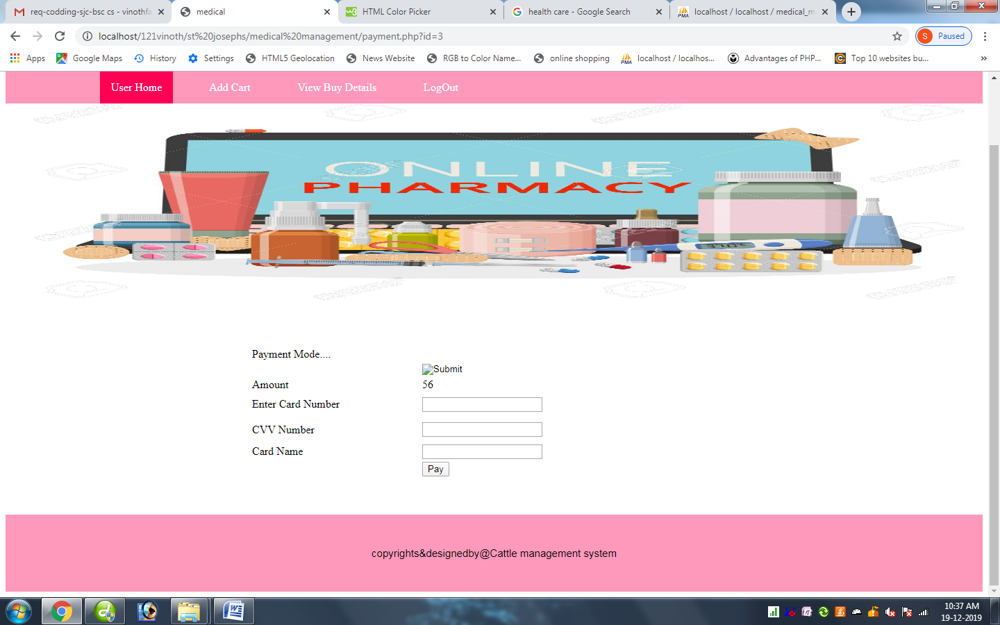 req-codding-sjc-bsc cs - vinothfa
medical
HTML Color Picker
health care - Google Search
localhost / localhost / medical_m
localhost/121vinoth/st%20josephs/medical%20management/payment.php?id=3
S
Paused
Apps
Google Maps
History
Settings
HTML5 Geolocation
News Website
RGB to Color Name...
online shopping
localhost / localhos...
Advantages of PHP...
Top 10 websites bu...
»
User Home
Add Cart
View Buy Details
LogOut
ONLINE
PHARMACY
Payment Mode....
Submit
Amount
56
Enter Card Number
CVV Number
Card Name
Pay
copyrights&designedby@Cattle management system
10:37 AM
19-12-2019